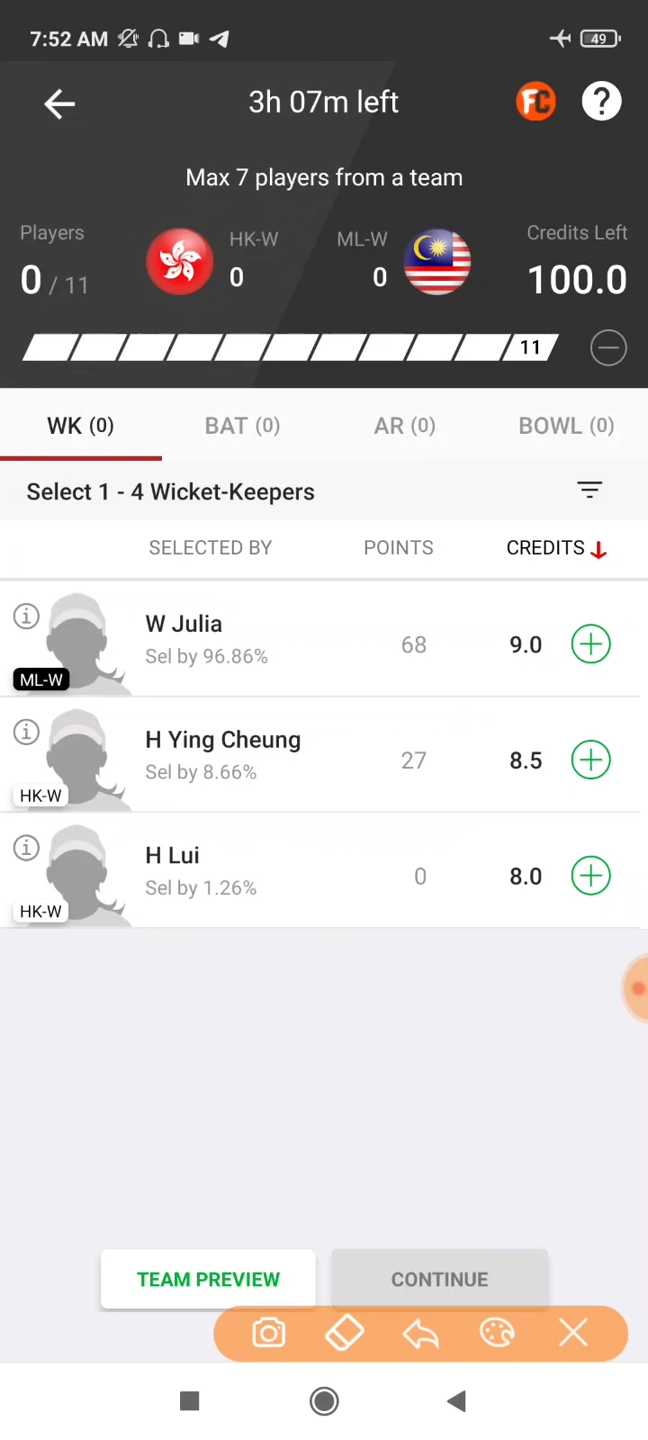 7:52 AM 49
3h 07m left FC ?
Max 7 players from a team
Players HK-W ML-W Credits Left
0 / 11 0 0 100.0
11
WK (0) BAT (0) AR (0) BOWL (0)
Select 1 - 4 Wicket-Keepers
SELECTED BY POINTS CREDITS
W Julia
Sel by 96.86% 68 9.0
ML-W
H Ying Cheung
Sel by 8.66% 27 8.5
HK-W
H Lui
Sel by 1.26% 0 8.0
HK-W
TEAM PREVIEW CONTINUE